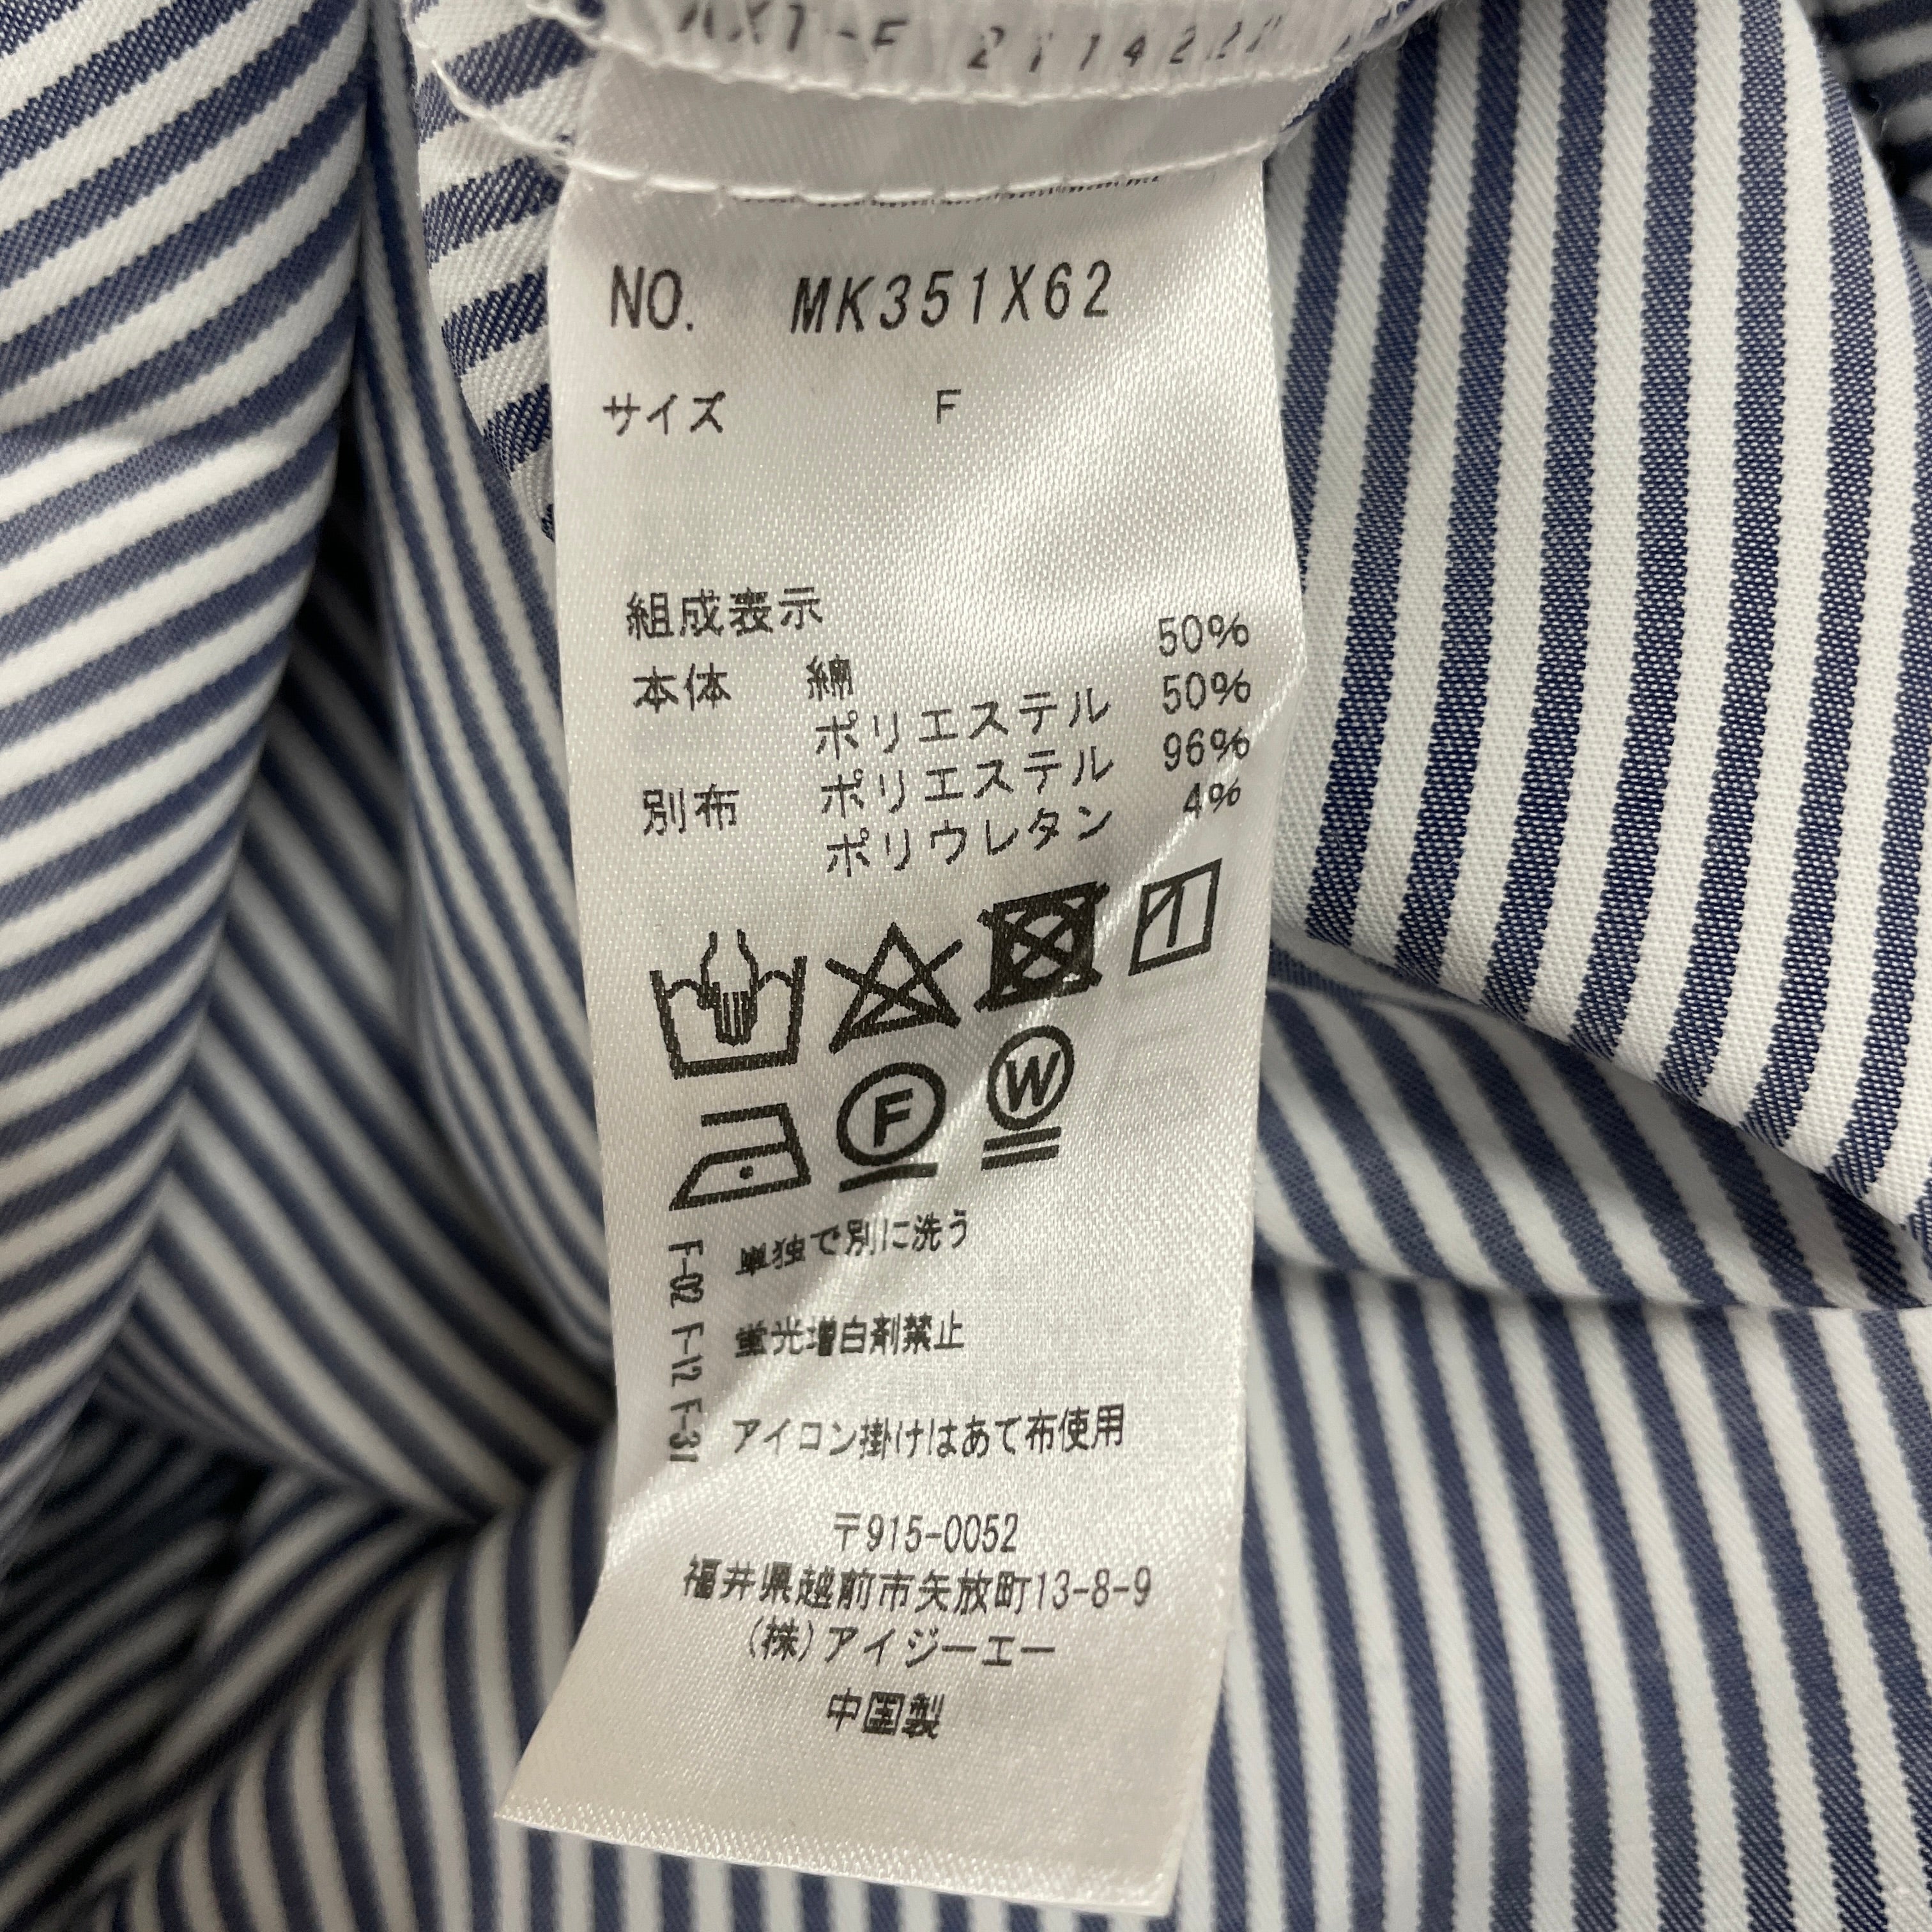 NO. MK351X62
サイズ F
組成表示
本体 綿 50%
ポリエステル 50%
別布 ポリエステル 96%
ポリウレタン 4%
F
W
F-02 F-12 F-31
単独で別に洗う
蛍光増白剤禁止
アイロン掛けはあて布使用
〒915-0052
福井県越前市矢放町13-8-9
(株)アイジーエー
中国製